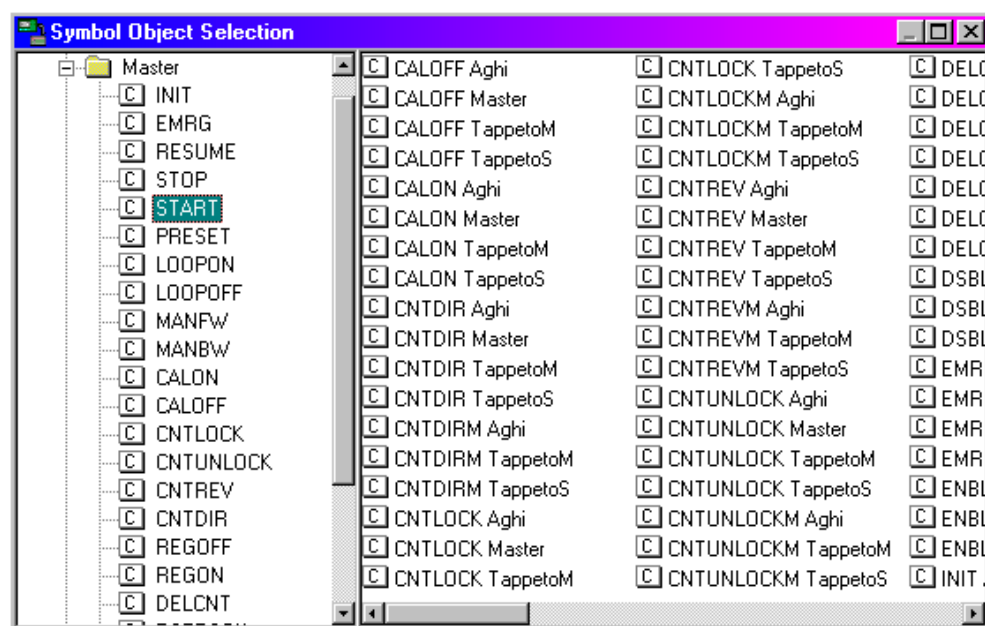 Symbol Object Selection
Master
C INIT
C EMRG
C RESUME
C STOP
C START
C PRESET
C LOOPON
C LOOPOFF
C MANFW
C MANBW
C CALON
C CALOFF
C CNTLOCK
C CNTUNLOCK
C CNTREV
C CNTDIR
C REGOFF
C REGON
C DELCNT
C CALOFF Aghi
C CALOFF Master
C CALOFF TappetoM
C CALOFF TappetoS
C CALON Aghi
C CALON Master
C CALON TappetoM
C CALON TappetoS
C CNTDIR Aghi
C CNTDIR Master
C CNTDIR TappetoM
C CNTDIR TappetoS
C CNTDIRM Aghi
C CNTDIRM TappetoM
C CNTDIRM TappetoS
C CNTLOCK Aghi
C CNTLOCK Master
C CNTLOCK TappetoM
C CNTLOCK TappetoS
C CNTLOCKM Aghi
C CNTLOCKM TappetoM
C CNTLOCKM TappetoS
C CNTREV Aghi
C CNTREV Master
C CNTREV TappetoM
C CNTREV TappetoS
C CNTREVM Aghi
C CNTREVM TappetoM
C CNTREVM TappetoS
C CNTUNLOCK Aghi
C CNTUNLOCK Master
C CNTUNLOCK TappetoM
C CNTUNLOCK TappetoS
C CNTUNLOCKM Aghi
C CNTUNLOCKM TappetoM
C CNTUNLOCKM TappetoS
C
C
C
C
C
C
C
C
C
C
C EMR
C EMR
C EMR
C EMR
C
C
C
C INIT